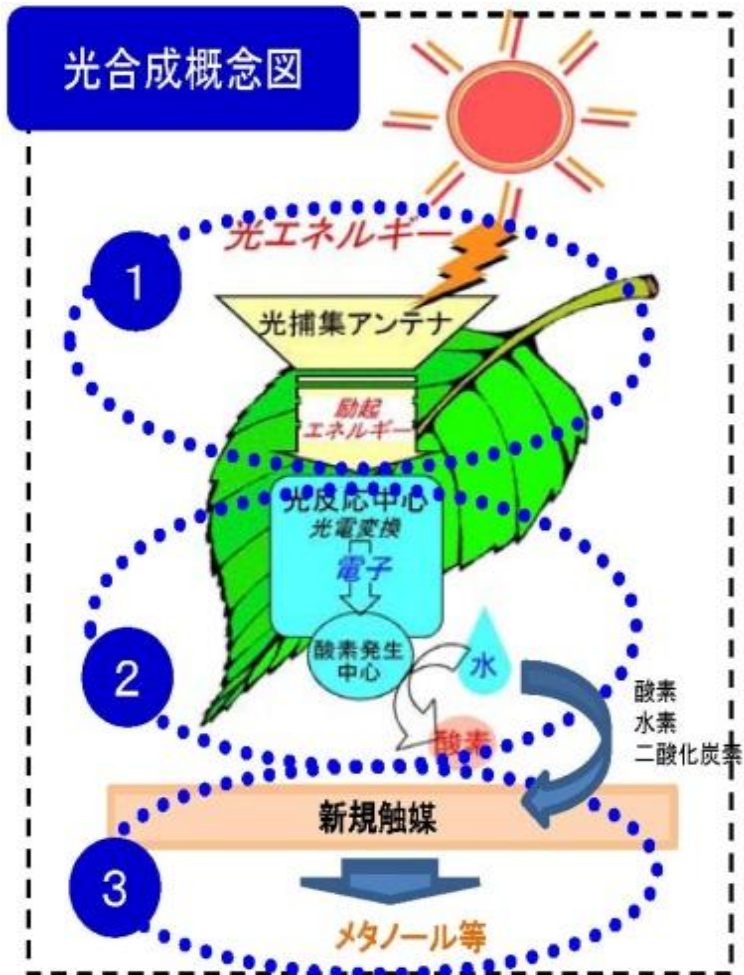 光合成概念図
光エネルギー
1
光捕集アンテナ
励起
エネルギー
光反応中心
光電変換
電子
酸素発生
中心
水
2
酸素
酸素
水素
二酸化炭素
新規触媒
3
メタノール等